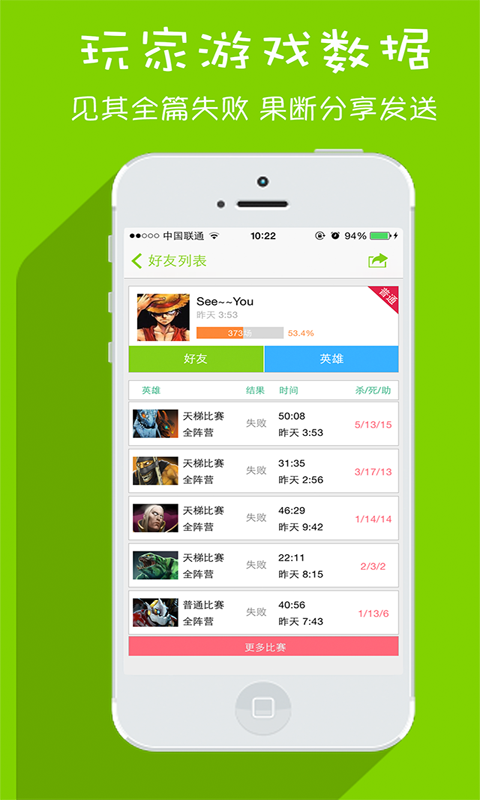 玩家游戏数据
见其全篇失败 果断分享发送
中国联通 10:22 94%
好友列表
普通
See~~You
昨天 3:53
373场 53.4%
好友 英雄
英雄 结果 时间 杀/死/助
天梯比赛 失败 50:08 5/13/15
全阵营 昨天 3:53
天梯比赛 失败 31:35 3/17/13
全阵营 昨天 2:56
天梯比赛 失败 46:29 1/14/14
全阵营 昨天 9:42
天梯比赛 失败 22:11 2/3/2
全阵营 昨天 8:15
普通比赛 失败 40:56 1/13/6
全阵营 昨天 7:43
更多比赛